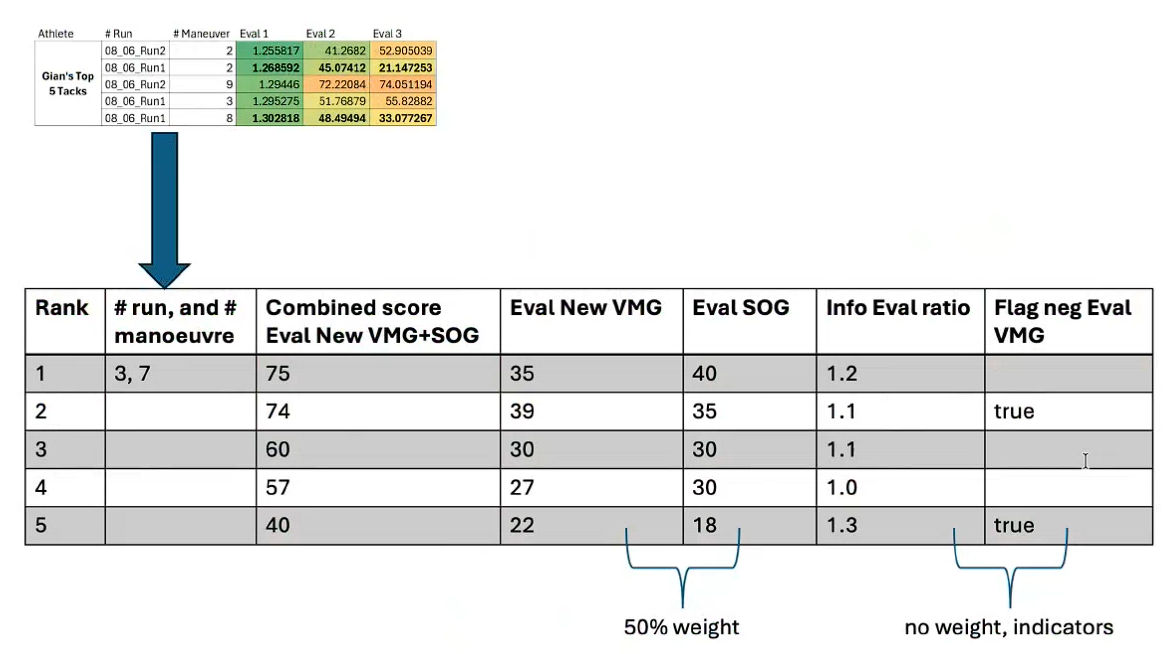 Athlete # Run # Maneuver Eval 1 Eval 2 Eval 3
08_06_Run2 2 1.255817 41.2682 52.905039
08_06_Run1 2 1.268592 45.07412 21.147253
Gian's Top 5 Tacks 08_06_Run2 9 1.29446 72.22084 74.051194
08_06_Run1 3 1.295275 51.76879 55.82882
08_06_Run1 8 1.302818 48.49494 33.077267
Rank # run, and # manoeuvre Combined score Eval New VMG+SOG Eval New VMG Eval SOG Info Eval ratio Flag neg Eval VMG
1 3, 7 75 35 40 1.2
2 74 39 35 1.1 true
3 60 30 30 1.1
4 57 27 30 1.0
5 40 22 18 1.3 true
50% weight no weight, indicators